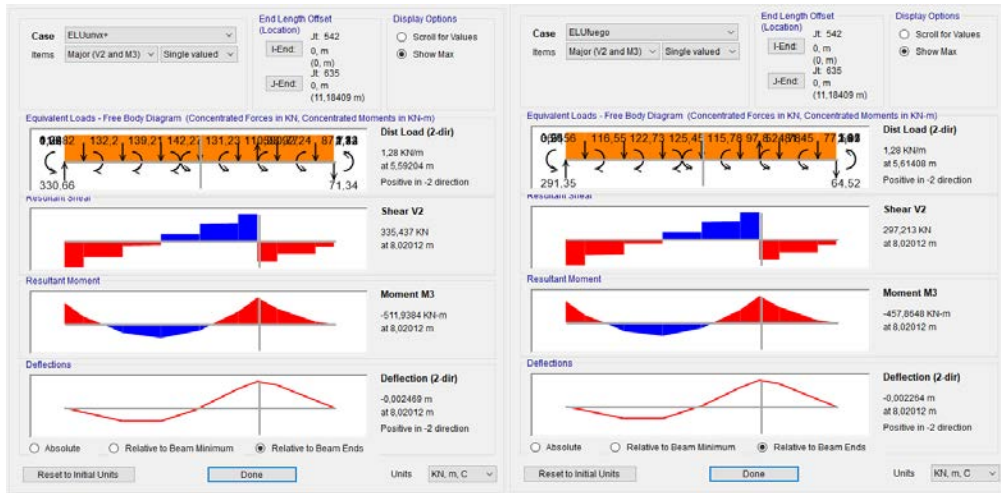 Case
ELUunvx+
Items
Major (V2 and M3)
Single valued
End Length Offset
(Location)
Jt: 542
I-End:
0, m
(0, m)
Jt: 635
J-End:
0, m
(11,18409 m)
Display Options
Scroll for Values
Show Max
Equivalent Loads - Free Body Diagram (Concentrated Forces in KN, Concentrated Moments in KN-m)
132,2
139,21
142,27
131,23
330,66
71,34
Dist Load (2-dir)
1,28 KN/m
at 5,59204 m
Positive in -2 direction
Resultant Shear
Shear V2
335,437 KN
at 8,02012 m
Resultant Moment
Moment M3
-511,9384 KN-m
at 8,02012 m
Deflections
Deflection (2-dir)
-0,002469 m
at 8,02012 m
Positive in -2 direction
Absolute
Relative to Beam Minimum
Relative to Beam Ends
Reset to Initial Units
Done
Units
KN, m, C
Case
ELUfuego
Items
Major (V2 and M3)
Single valued
End Length Offset
(Location)
Jt: 542
I-End:
0, m
(0, m)
Jt: 635
J-End:
0, m
(11,18409 m)
Display Options
Scroll for Values
Show Max
Equivalent Loads - Free Body Diagram (Concentrated Forces in KN, Concentrated Moments in KN-m)
116,55
122,73
125,45
115,78
291,35
64,52
Dist Load (2-dir)
1,28 KN/m
at 5,61408 m
Positive in -2 direction
Resultant Shear
Shear V2
297,213 KN
at 8,02012 m
Resultant Moment
Moment M3
-457,8648 KN-m
at 8,02012 m
Deflections
Deflection (2-dir)
-0,002264 m
at 8,02012 m
Positive in -2 direction
Absolute
Relative to Beam Minimum
Relative to Beam Ends
Reset to Initial Units
Done
Units
KN, m, C